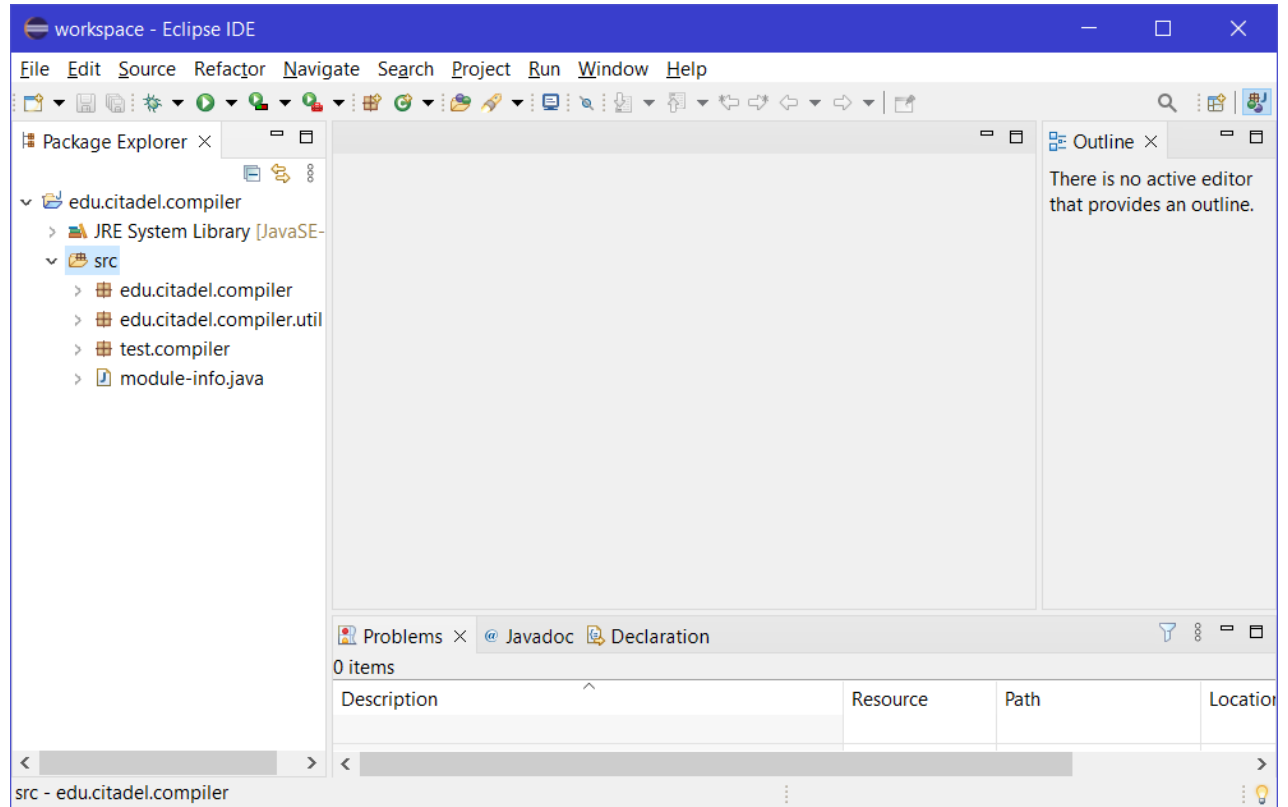 workspace - Eclipse IDE
File Edit Source Refactor Navigate Search Project Run Window Help
Package Explorer
edu.citadel.compiler
JRE System Library [JavaSE-
src
edu.citadel.compiler
edu.citadel.compiler.util
test.compiler
module-info.java
Outline
There is no active editor
that provides an outline.
Problems @ Javadoc Declaration
0 items
Description Resource Path Location
src - edu.citadel.compiler